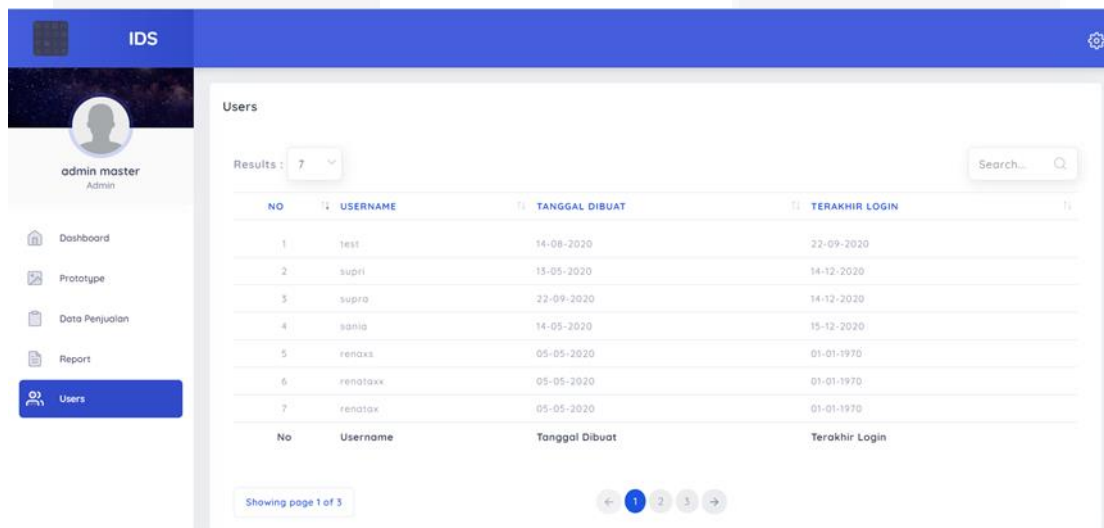 IDS
admin master
Admin
Dashboard
Prototype
Data Penjualan
Report
Users
Users
Results : 7
Search...
NO USERNAME TANGGAL DIBUAT TERAKHIR LOGIN
1 test 14-08-2020 22-09-2020
2 supri 13-05-2020 14-12-2020
3 supra 22-09-2020 14-12-2020
4 sania 14-05-2020 15-12-2020
5 renaxs 05-05-2020 01-01-1970
6 renataxx 05-05-2020 01-01-1970
7 renatax 05-05-2020 01-01-1970
No Username Tanggal Dibuat Terakhir Login
Showing page 1 of 3
← 1 2 3 →